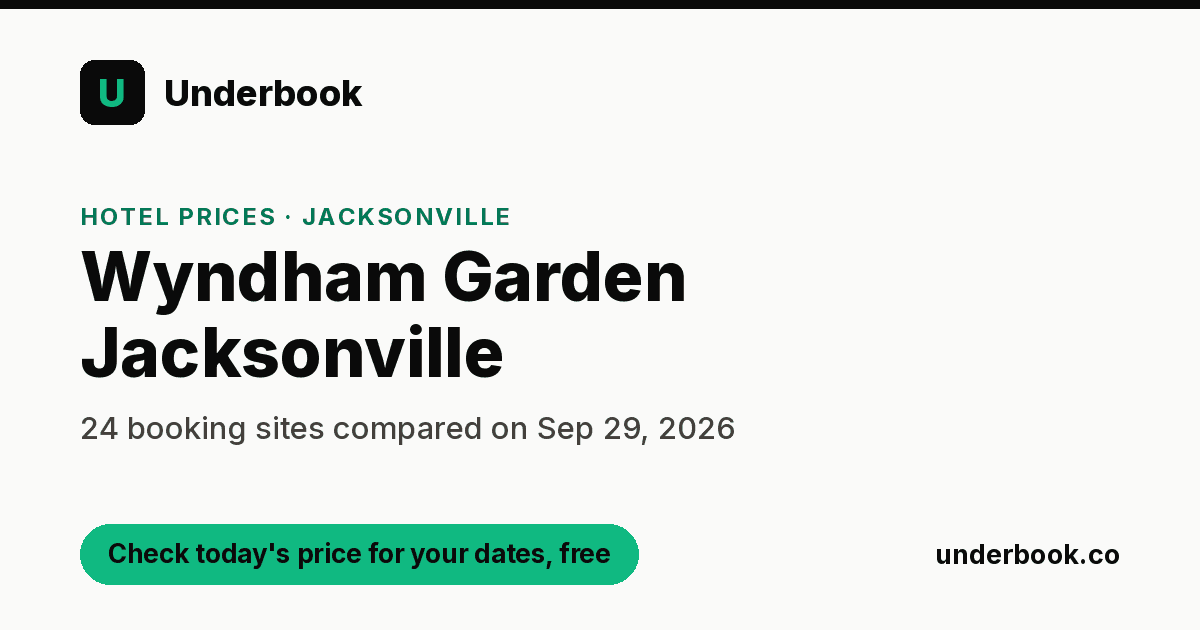 U Underbook
HOTEL PRICES · JACKSONVILLE
Wyndham Garden
Jacksonville
24 booking sites compared on Sep 29, 2026
Check today's price for your dates, free
underbook.co